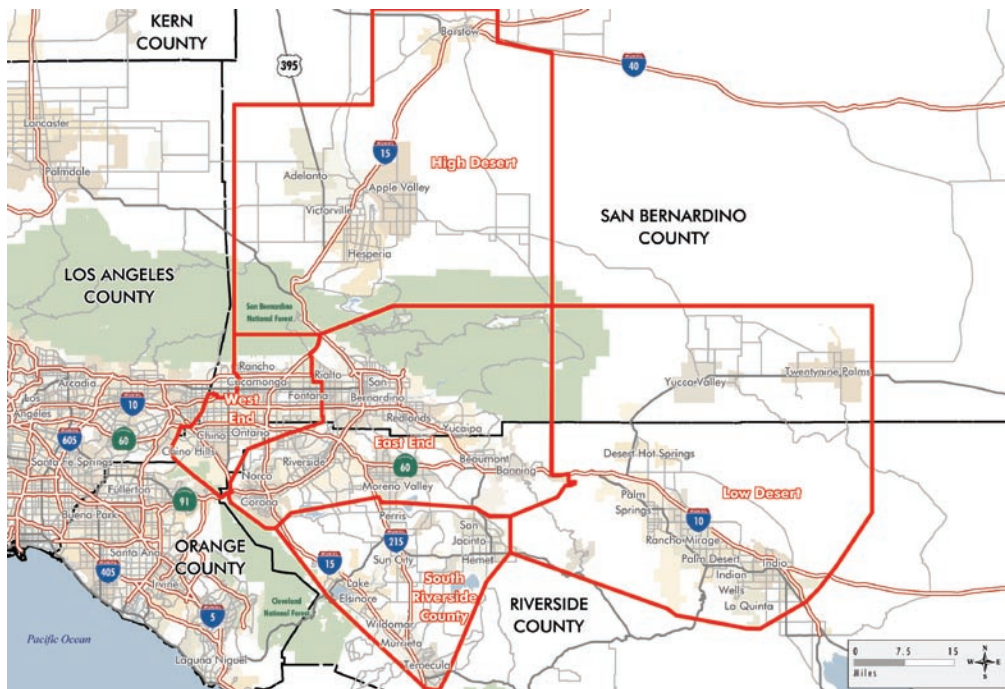 KERN
COUNTY
395
Barstow
40
Lancaster
Palmdale
15
High Desert
Adelanto
Apple Valley
Victorville
Hesperia
SAN BERNARDINO
COUNTY
LOS ANGELES
COUNTY
San Bernardino
National Forest
Rancho
Cucamonga
Rialto
Fontana
San
Bernardino
Arcadia
Los
Angeles
10
West
End
Yucca Valley
Twentynine Palms
605
60
Chino
Ontario
Redlands
Yucaipa
Chino Hills
East End
Santa Fe Springs
Riverside
60
Beaumont
Banning
Desert Hot Springs
Fullerton
91
Norco
Moreno Valley
Corona
Low Desert
Buena Park
Palm
Springs
10
Perris
San
Jacinto
Hemet
Rancho Mirage
Santa Ana
ORANGE
COUNTY
215
Sun City
Palm Desert
Indio
405
Irvine
15
Lake
Elsinore
South
Riverside
County
Indian
Wells
La Quinta
Cleveland
National Forest
RIVERSIDE
COUNTY
5
Wildomar
Murrieta
Pacific Ocean
Laguna Niguel
Temecula
0 7.5 15
Miles
N
W E
S